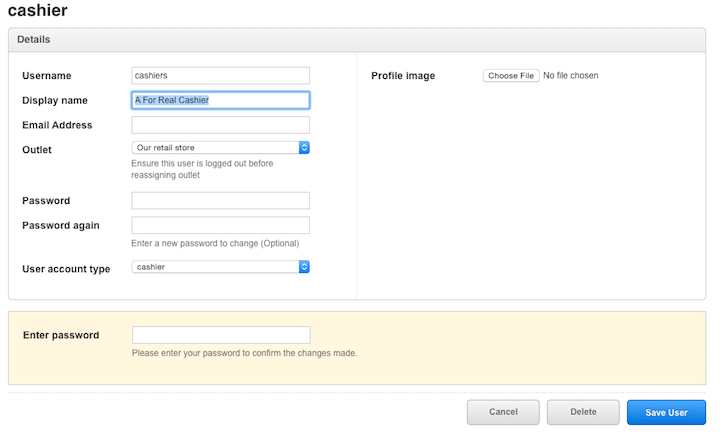 cashier
Details
Username cashiers
Profile image Choose File No file chosen
Display name A For Real Cashier
Email Address
Outlet Our retail store
Ensure this user is logged out before
reassigning outlet
Password
Password again
Enter a new password to change (Optional)
User account type cashier
Enter password
Please enter your password to confirm the changes made.
Cancel Delete Save User